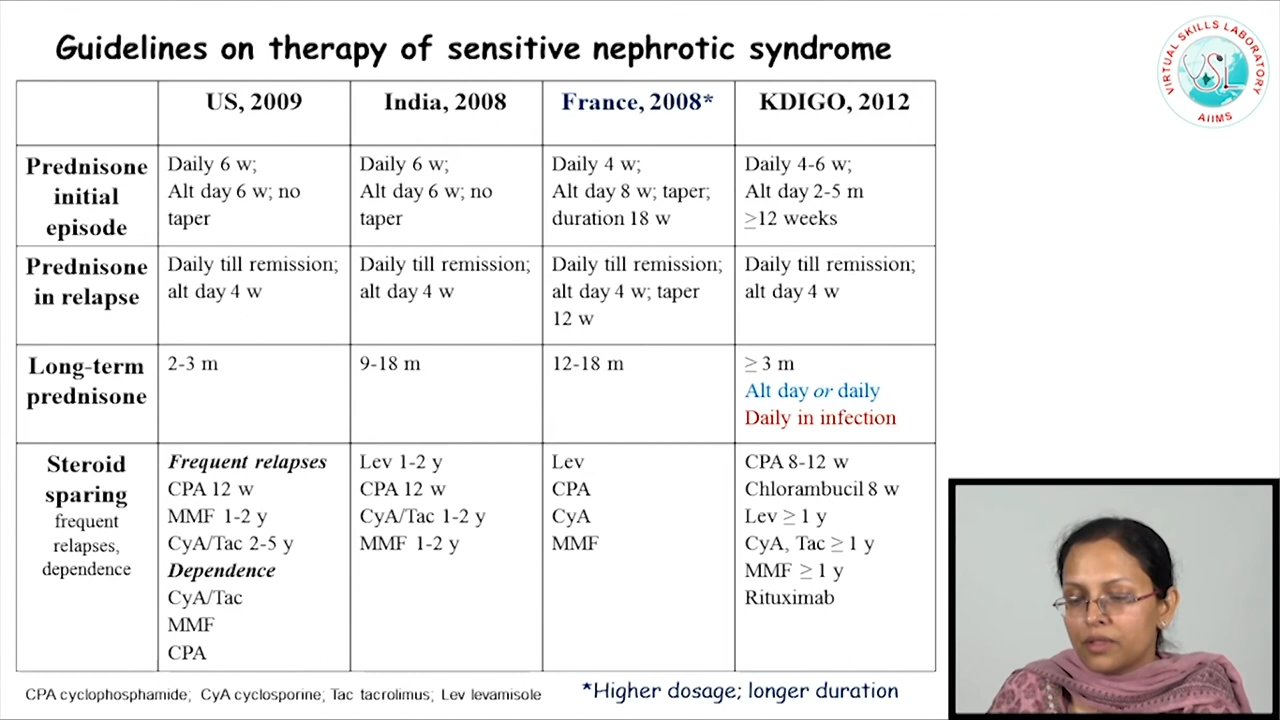 Guidelines on therapy of sensitive nephrotic syndrome
VIRTUAL SKILLS LABORATORY
VSL
AIIMS
US, 2009
India, 2008
France, 2008*
KDIGO, 2012
Prednisone
initial
episode
Daily 6 w;
Alt day 6 w; no
taper
Daily 6 w;
Alt day 6 w; no
taper
Daily 4 w;
Alt day 8 w; taper;
duration 18 w
Daily 4-6 w;
Alt day 2-5 m
≥12 weeks
Prednisone
in relapse
Daily till remission;
alt day 4 w
Daily till remission;
alt day 4 w
Daily till remission;
alt day 4 w; taper
12 w
Daily till remission;
alt day 4 w
Long-term
prednisone
2-3 m
9-18 m
12-18 m
≥ 3 m
Alt day or daily
Daily in infection
Steroid
sparing
frequent
relapses,
dependence
Frequent relapses
CPA 12 w
MMF 1-2 y
CyA/Tac 2-5 y
Dependence
CyA/Tac
MMF
CPA
Lev 1-2 y
CPA 12 w
CyA/Tac 1-2 y
MMF 1-2 y
Lev
CPA
CyA
MMF
CPA 8-12 w
Chlorambucil 8 w
Lev ≥ 1 y
CyA, Tac ≥ 1 y
MMF ≥ 1 y
Rituximab
CPA cyclophosphamide; CyA cyclosporine; Tac tacrolimus; Lev levamisole
*Higher dosage; longer duration